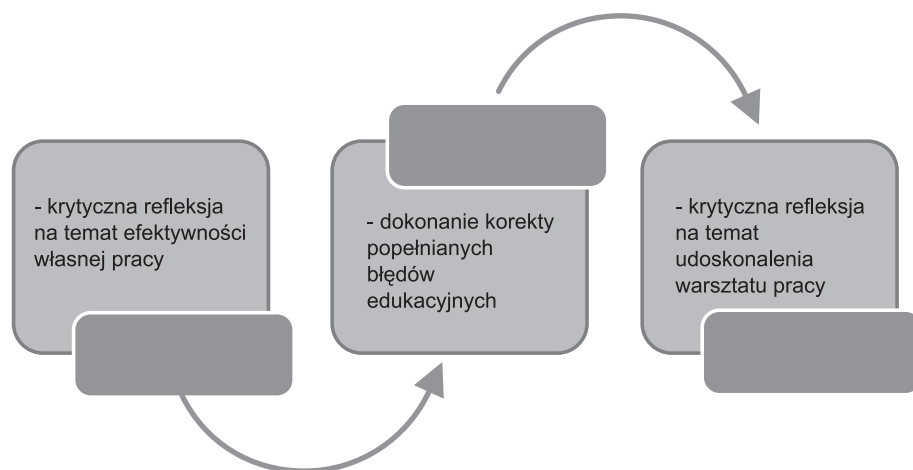 - krytyczna refleksja
na temat efektywności
własnej pracy
- dokonanie korekty
popełnianych
błędów
edukacyjnych
- krytyczna refleksja
na temat
udoskonalenia
warsztatu pracy